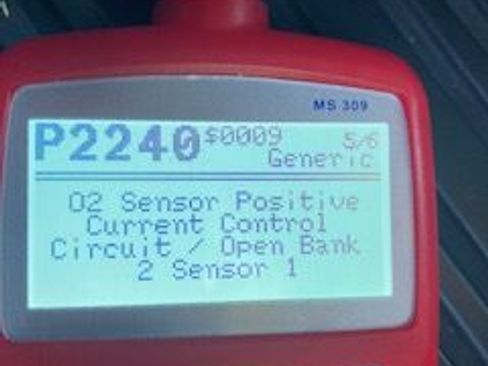 MS 309
P2240 $0009 5/6
Generic
O2 Sensor Positive
Current Control
Circuit / Open Bank
2 Sensor 1